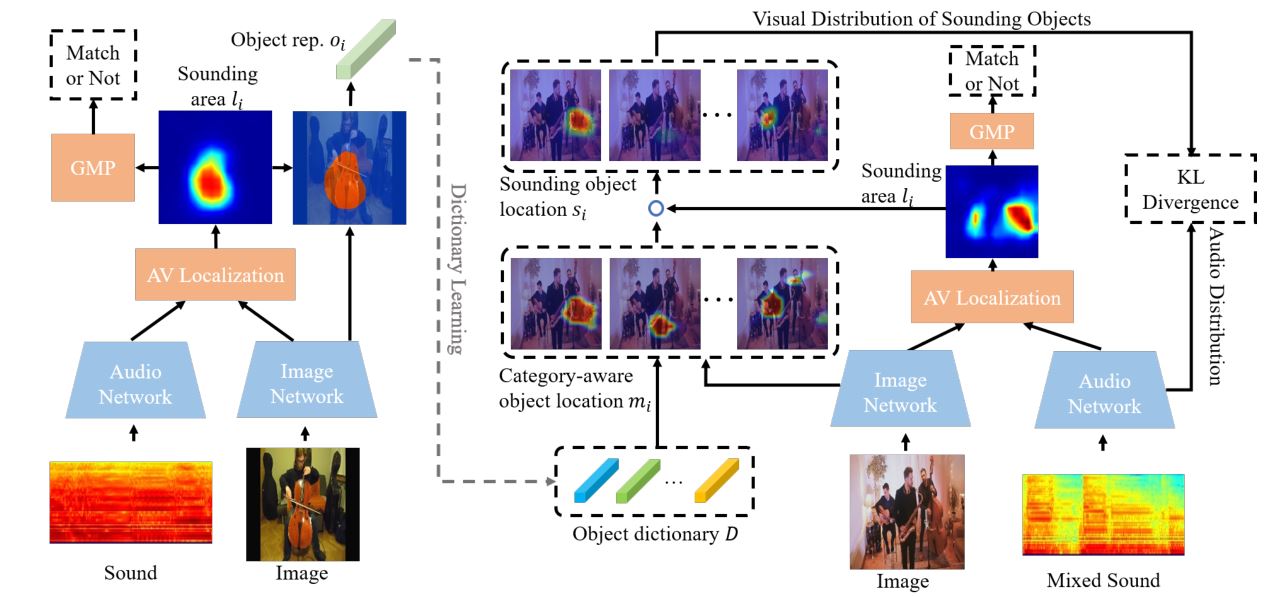 Visual Distribution of Sounding Objects
Object rep. o_i
Match
or Not
Sounding
area l_i
GMP
AV Localization
Audio
Network
Image
Network
Sound
Image
Dictionary Learning
...
Sounding object
location s_i
...
Category-aware
object location m_i
...
Object dictionary D
Match
or Not
GMP
Sounding
area l_i
AV Localization
Image
Network
Audio
Network
Image
Mixed Sound
KL
Divergence
Audio Distribution